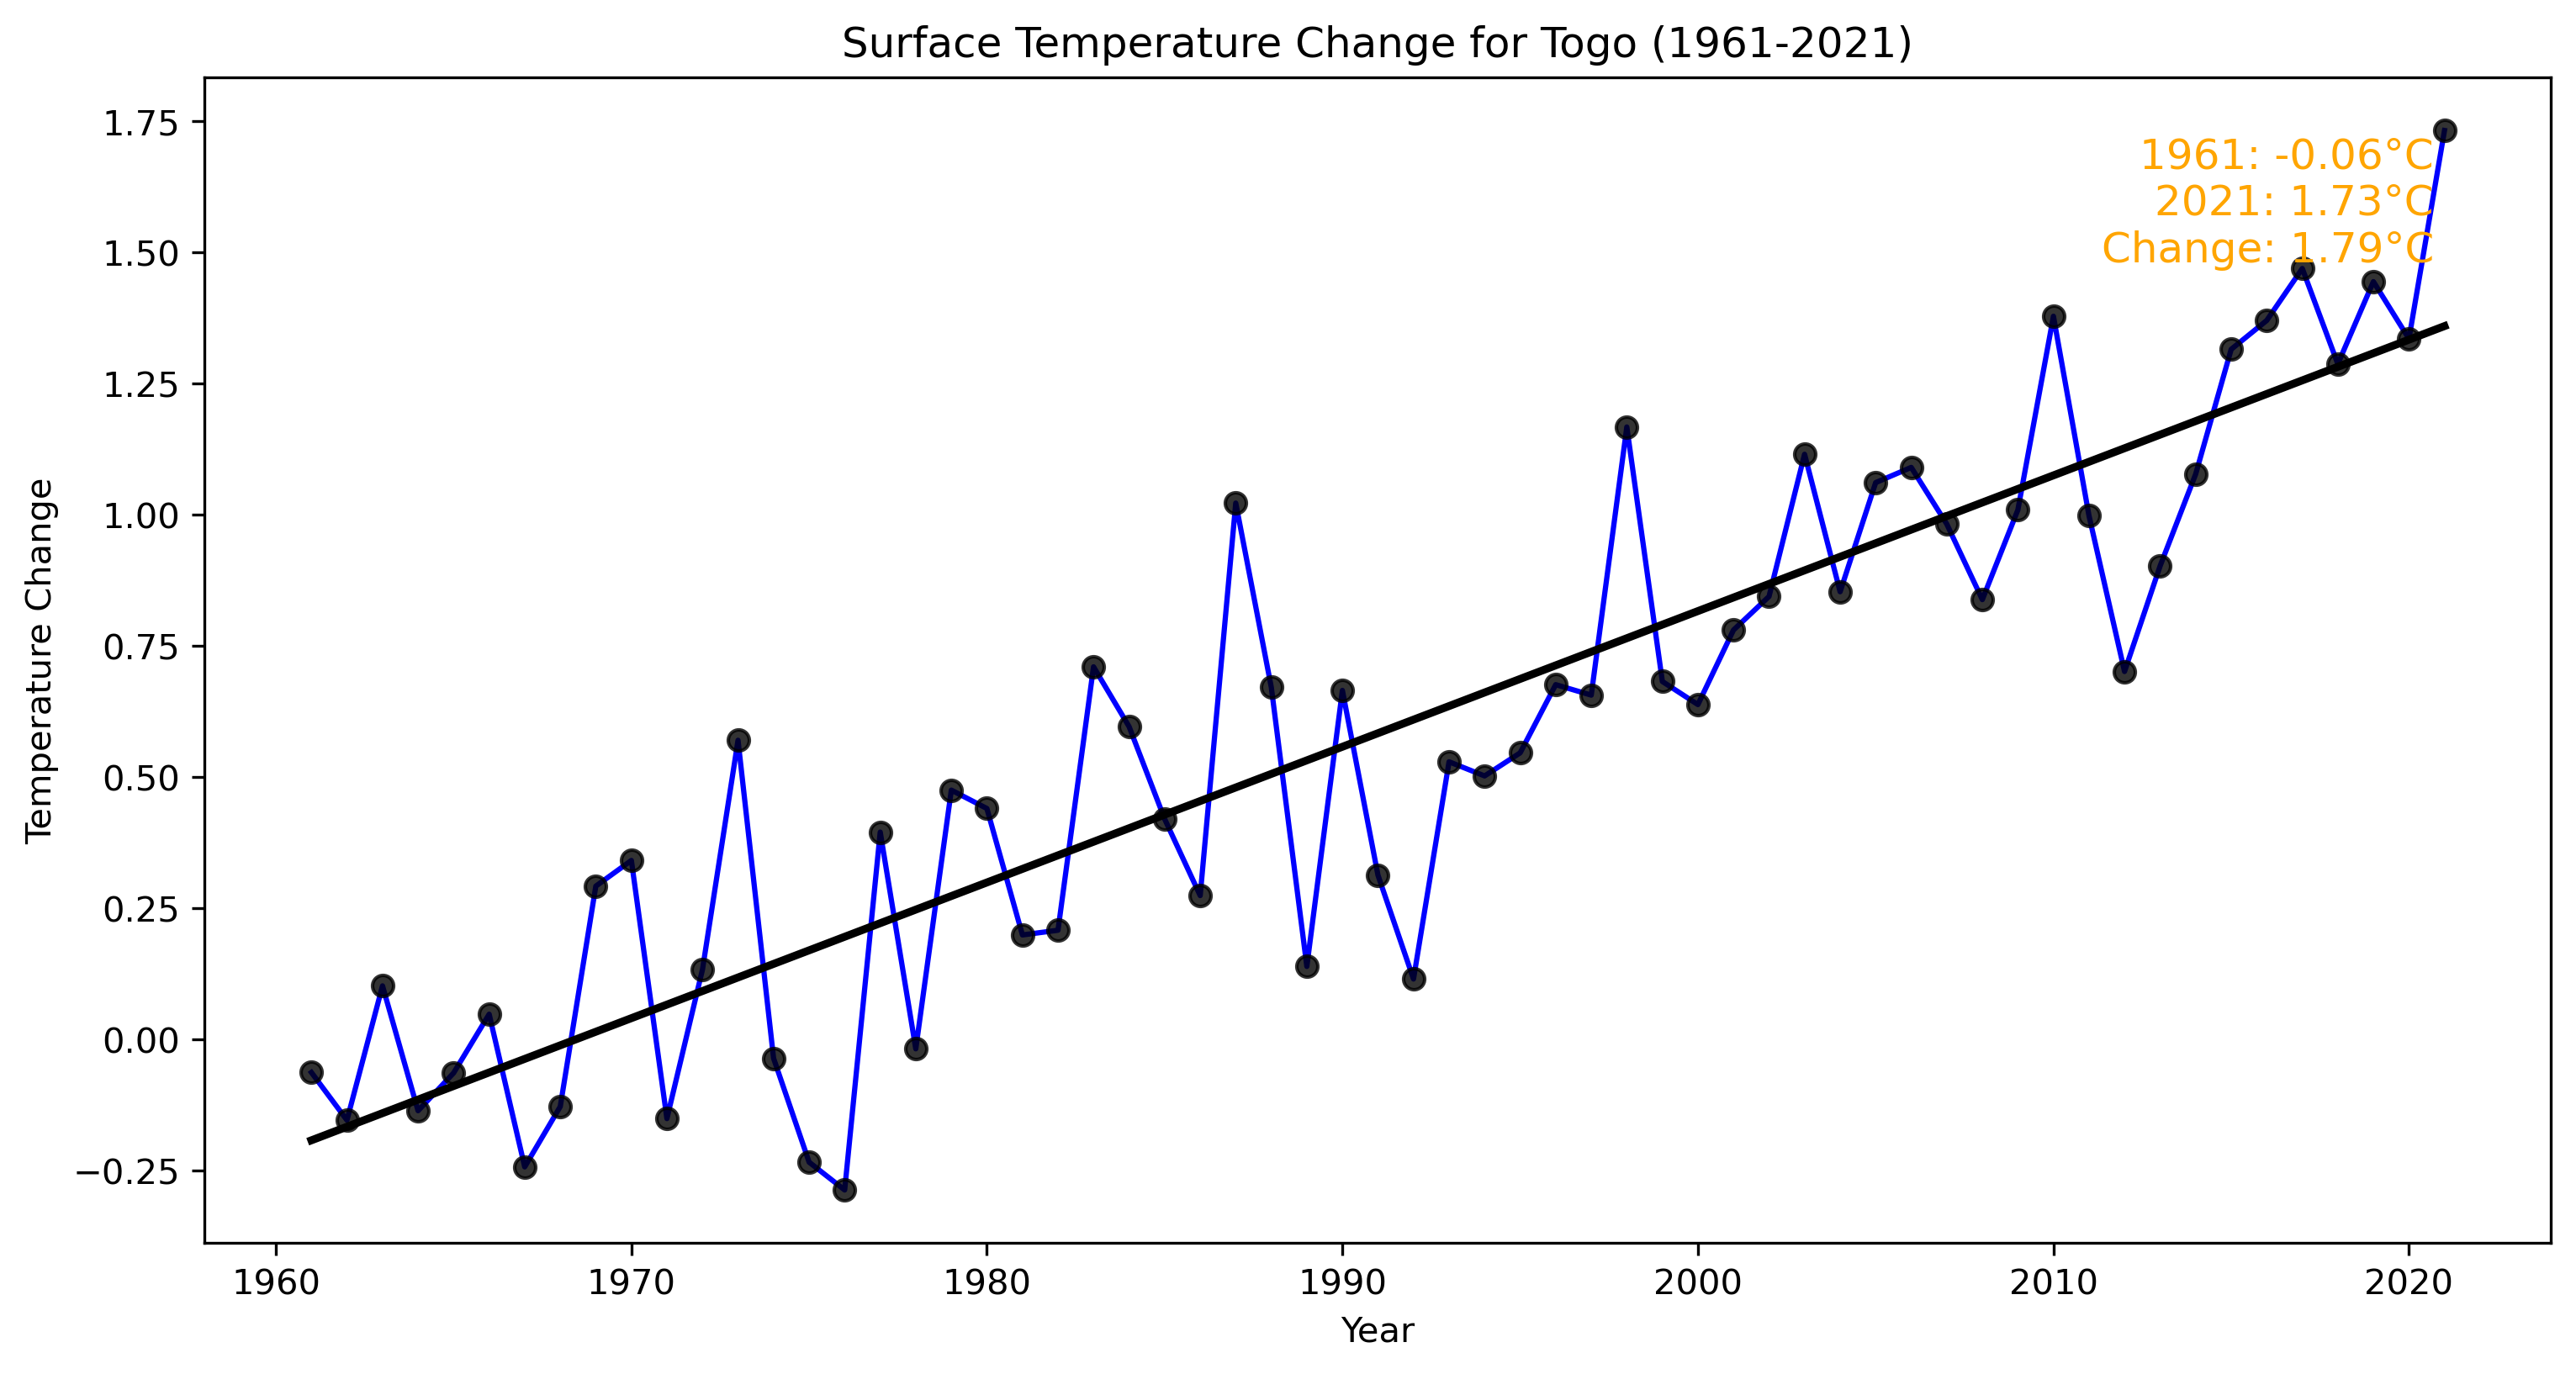 Surface Temperature Change for Togo (1961-2021)
1961: -0.06°C
2021: 1.73°C
Change: 1.79°C
Temperature Change
1.75
1.50
1.25
1.00
0.75
0.50
0.25
0.00
−0.25
1960 1970 1980 1990 2000 2010 2020
Year